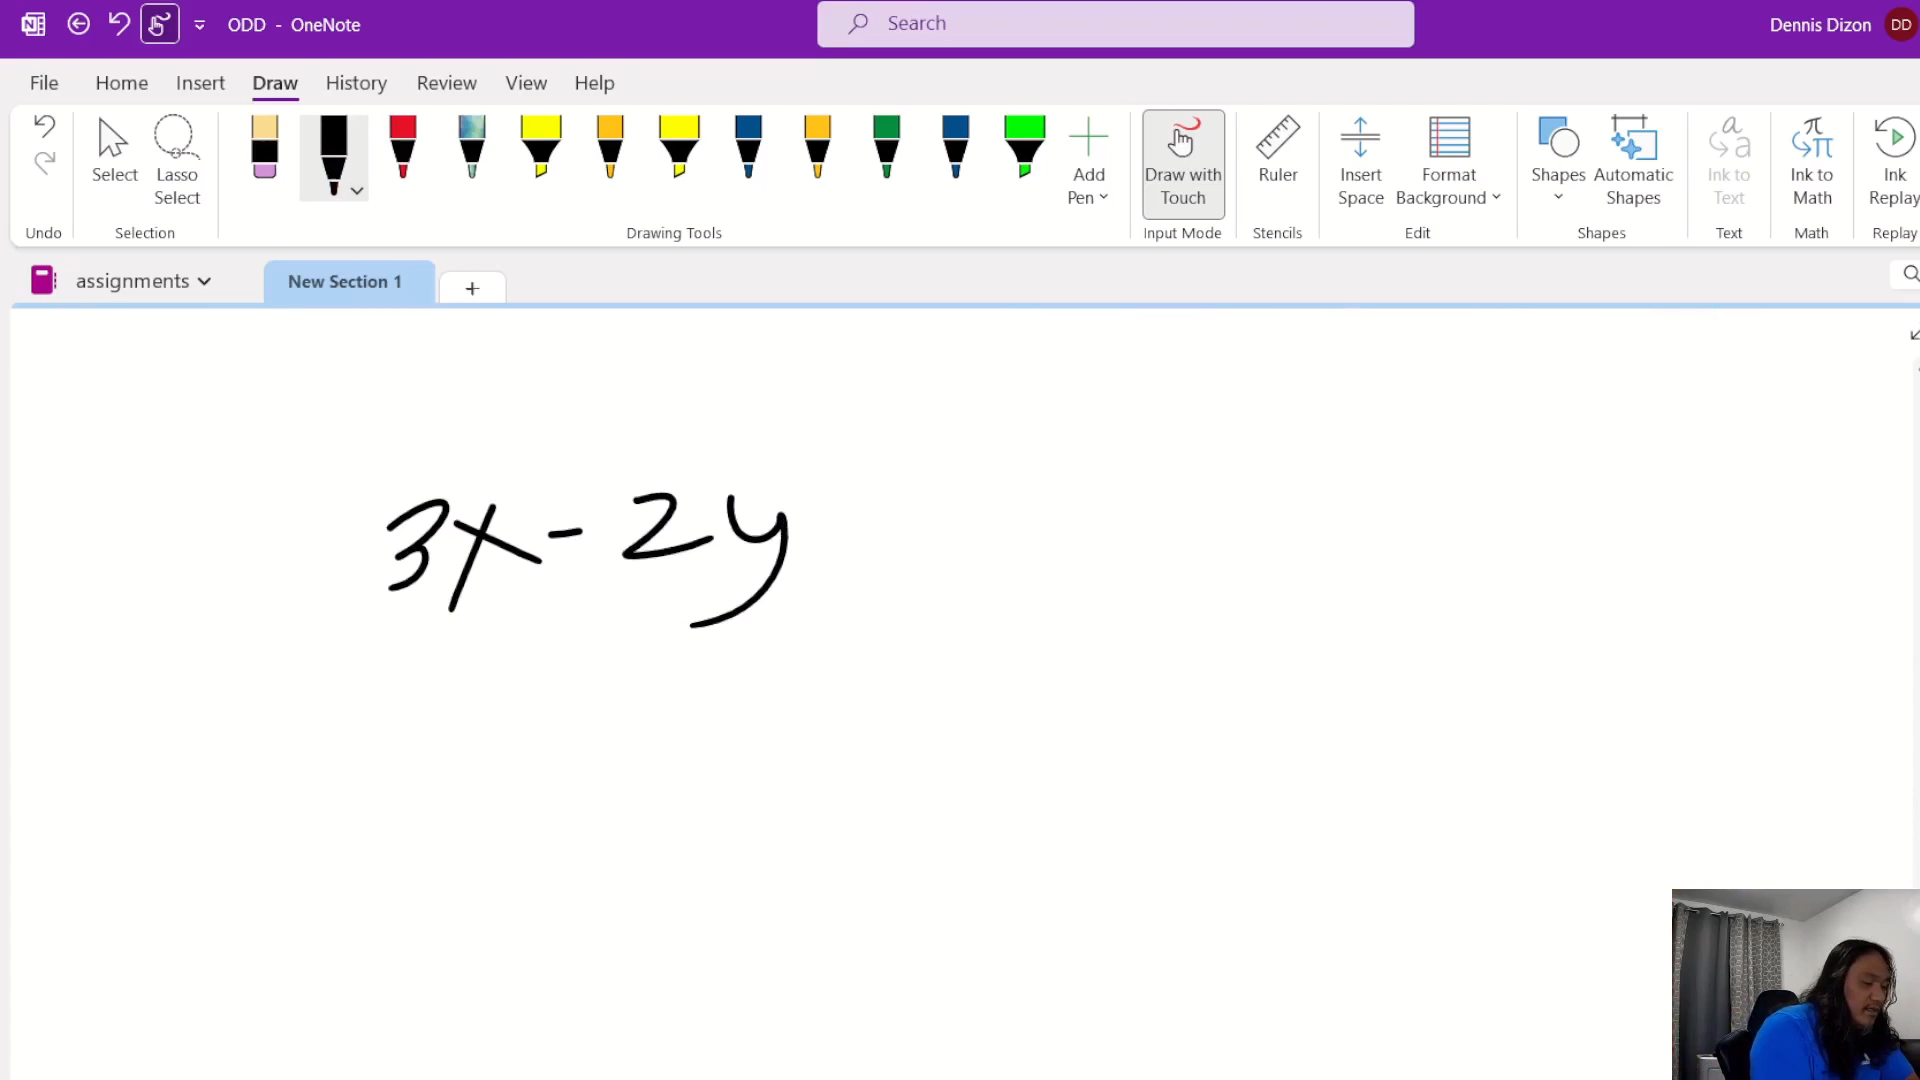 ODD - OneNote
Search
Dennis Dizon DD
File Home Insert Draw History Review View Help
Select
Lasso Select
Add Pen
Draw with Touch
Ruler
Insert Space
Format Background
Shapes
Automatic Shapes
Ink to Text
Ink to Math
Ink Replay
Undo Selection Drawing Tools Input Mode Stencils Edit Shapes Text Math Replay
assignments New Section 1 +
3x - 2y